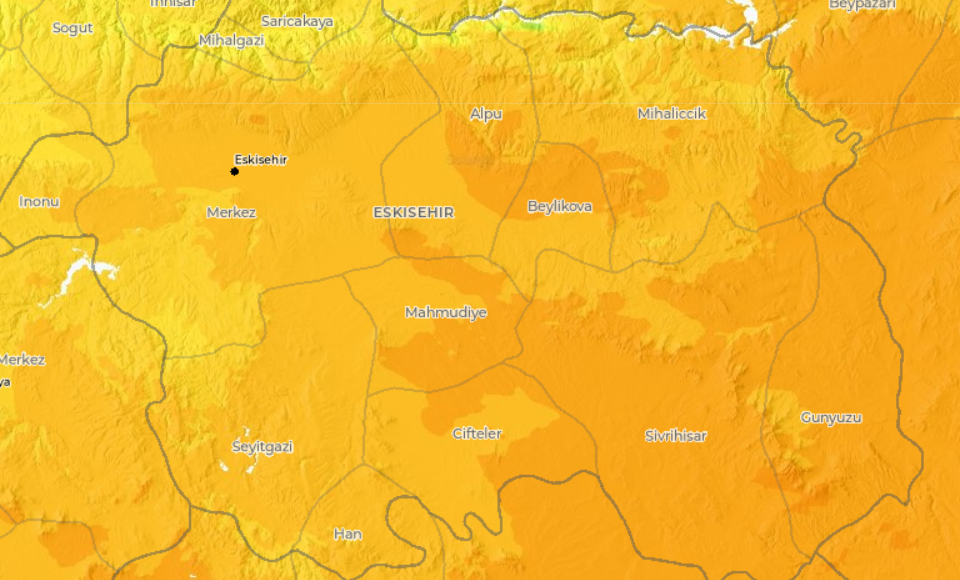 Inhisar
Beypazari
Saricakaya
Sogut
Mihalgazi
Alpu
Mihaliccik
Eskisehir
Inonu
Merkez
ESKISEHIR
Beylikova
Mahmudiye
Merkez
ya
Gunyuzu
Cifteler
Sivrihisar
Seyitgazi
Han